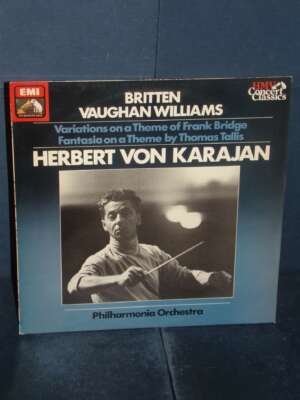 EMI
HMV
Concert
Classics
BRITTEN
VAUGHAN WILLIAMS
Variations on a Theme of Frank Bridge
Fantasia on a Theme by Thomas Tallis
HERBERT VON KARAJAN
Philharmonia Orchestra